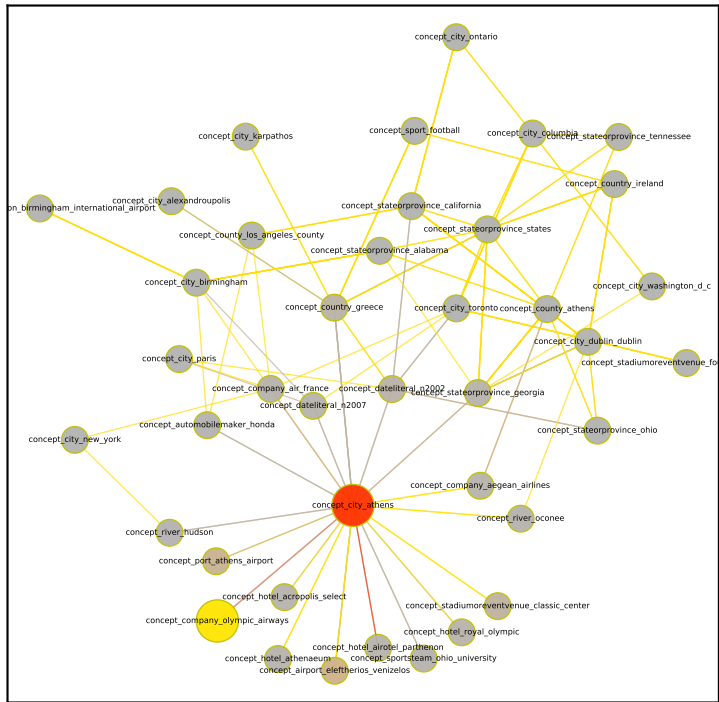 concept_city_ontario
concept_sport_football
concept_city_columbia
concept_stateorprovince_tennessee
concept_city_karpathos
concept_country_ireland
concept_city_alexandroupolis
on_birmingham_international_airport
concept_stateorprovince_california
concept_stateorprovince_states
concept_county_los_angeles_county
concept_stateorprovince_alabama
concept_city_birmingham
concept_city_washington_d_c
concept_country_greece
concept_city_toronto
concept_county_athens
concept_city_dublin_dublin
concept_city_paris
concept_stadiumoreventvenue_fo
concept_company_air_france
concept_dateliteral_n2002
concept_stateorprovince_georgia
concept_dateliteral_n2007
concept_automobilemaker_honda
concept_stateorprovince_ohio
concept_city_new_york
concept_company_aegean_airlines
concept_city_athens
concept_river_oconee
concept_river_hudson
concept_port_athens_airport
concept_hotel_acropolis_select
concept_stadiumoreventvenue_classic_center
concept_company_olympic_airways
concept_hotel_royal_olympic
concept_hotel_airotel_parthenon
concept_hotel_athenaeum
concept_sportsteam_ohio_university
concept_airport_eleftherios_venizelos